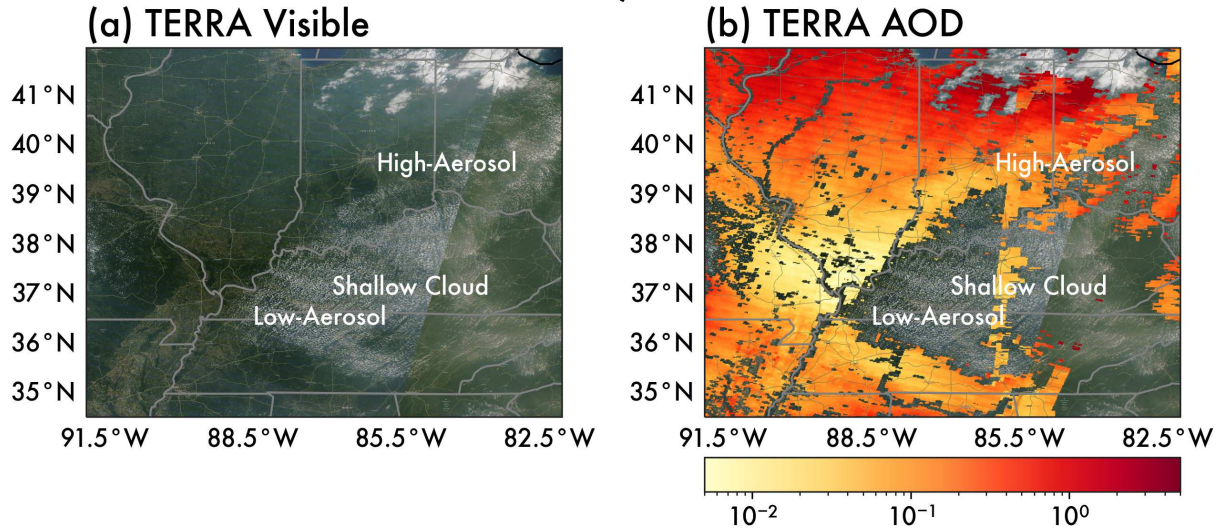 (a) TERRA Visible
41°N
40°N
39°N
38°N
37°N
36°N
35°N
91.5°W 88.5°W 85.5°W 82.5°W
High-Aerosol
Shallow Cloud
Low-Aerosol
(b) TERRA AOD
41°N
40°N
39°N
38°N
37°N
36°N
35°N
91.5°W 88.5°W 85.5°W 82.5°W
High-Aerosol
Shallow Cloud
Low-Aerosol
10⁻² 10⁻¹ 10⁰